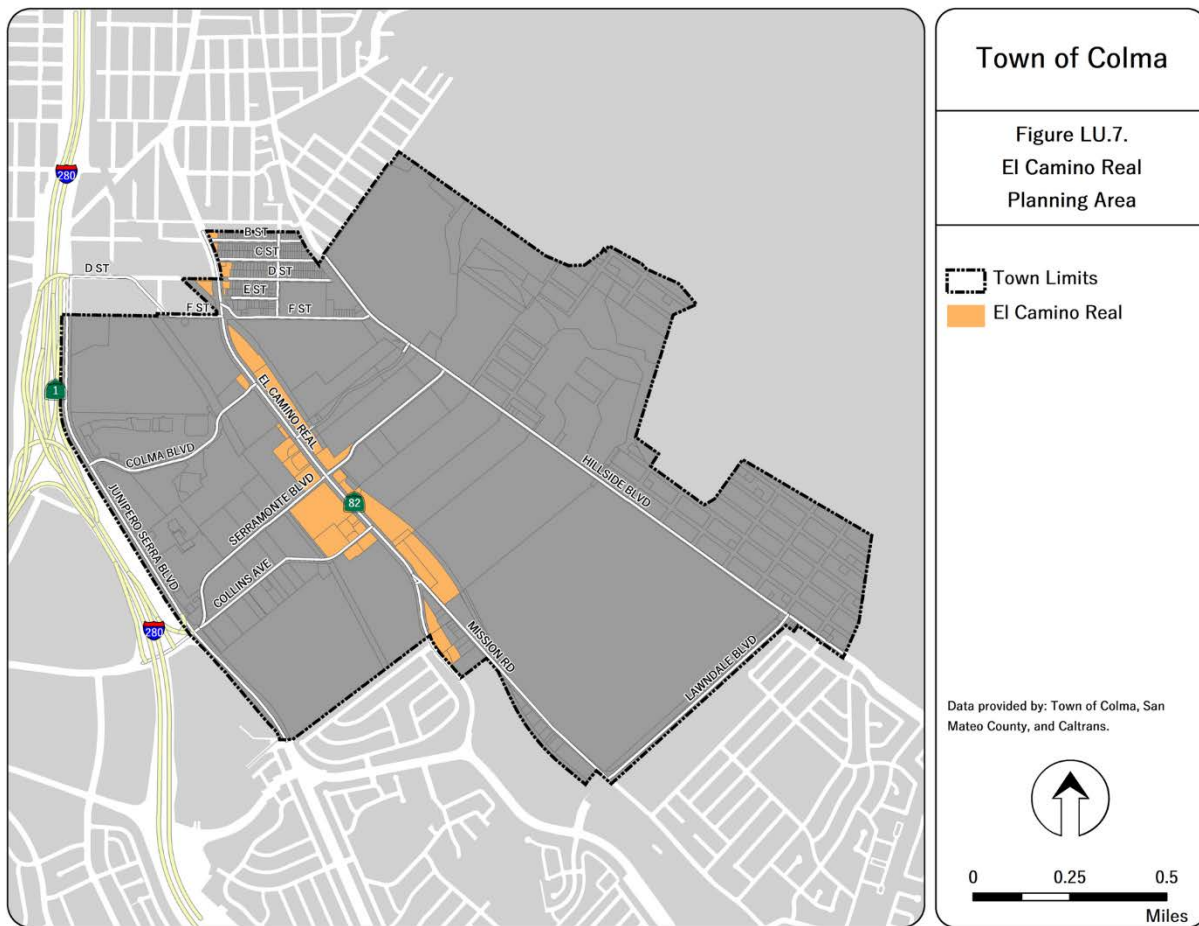 Town of Colma
Figure LU.7.
El Camino Real
Planning Area
Town Limits
El Camino Real
Data provided by: Town of Colma, San
Mateo County, and Caltrans.
0 0.25 0.5
Miles
280
B ST
C ST
D ST
D ST
E ST
F ST
F ST
1
EL CAMINO REAL
COLMA BLVD
JUNIPERO SERRA BLVD
SERRAMONTE BLVD
82
HILLSIDE BLVD
COLLINS AVE
280
MISSION RD
LAWNDALE BLVD